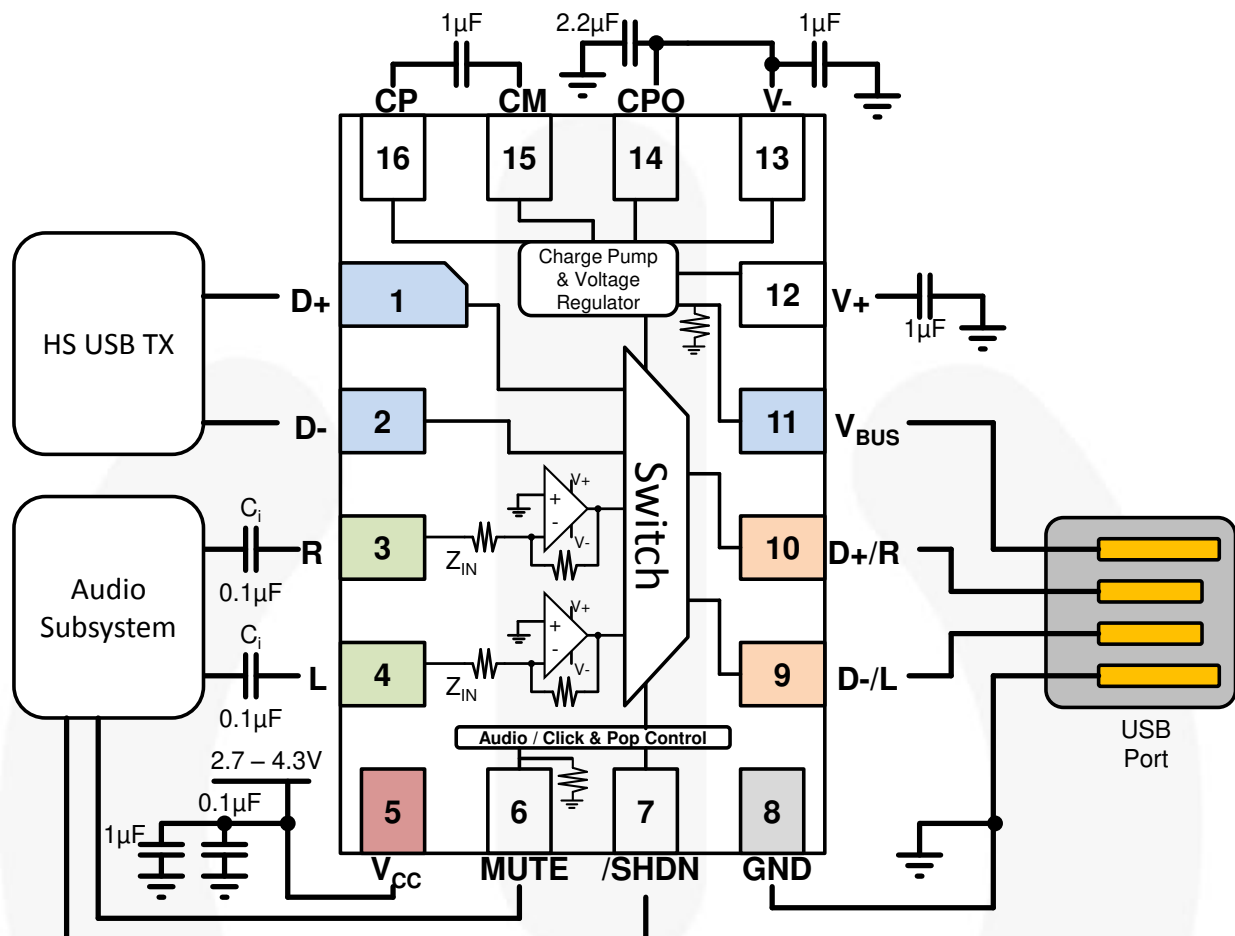 1µF
2.2µF
1µF
CP
CM
CPO
V-
16
15
14
13
Charge Pump
& Voltage
Regulator
HS USB TX
D+
1
12
V+
1µF
D-
2
11
VBUS
Switch
Audio
Subsystem
Ci
0.1µF
R
3
ZIN
+
-
V+
V-
10
D+/R
Ci
0.1µF
L
4
ZIN
+
-
V+
V-
9
D-/L
USB
Port
Audio / Click & Pop Control
2.7 – 4.3V
0.1µF
1µF
5
6
7
8
VCC
MUTE
/SHDN
GND